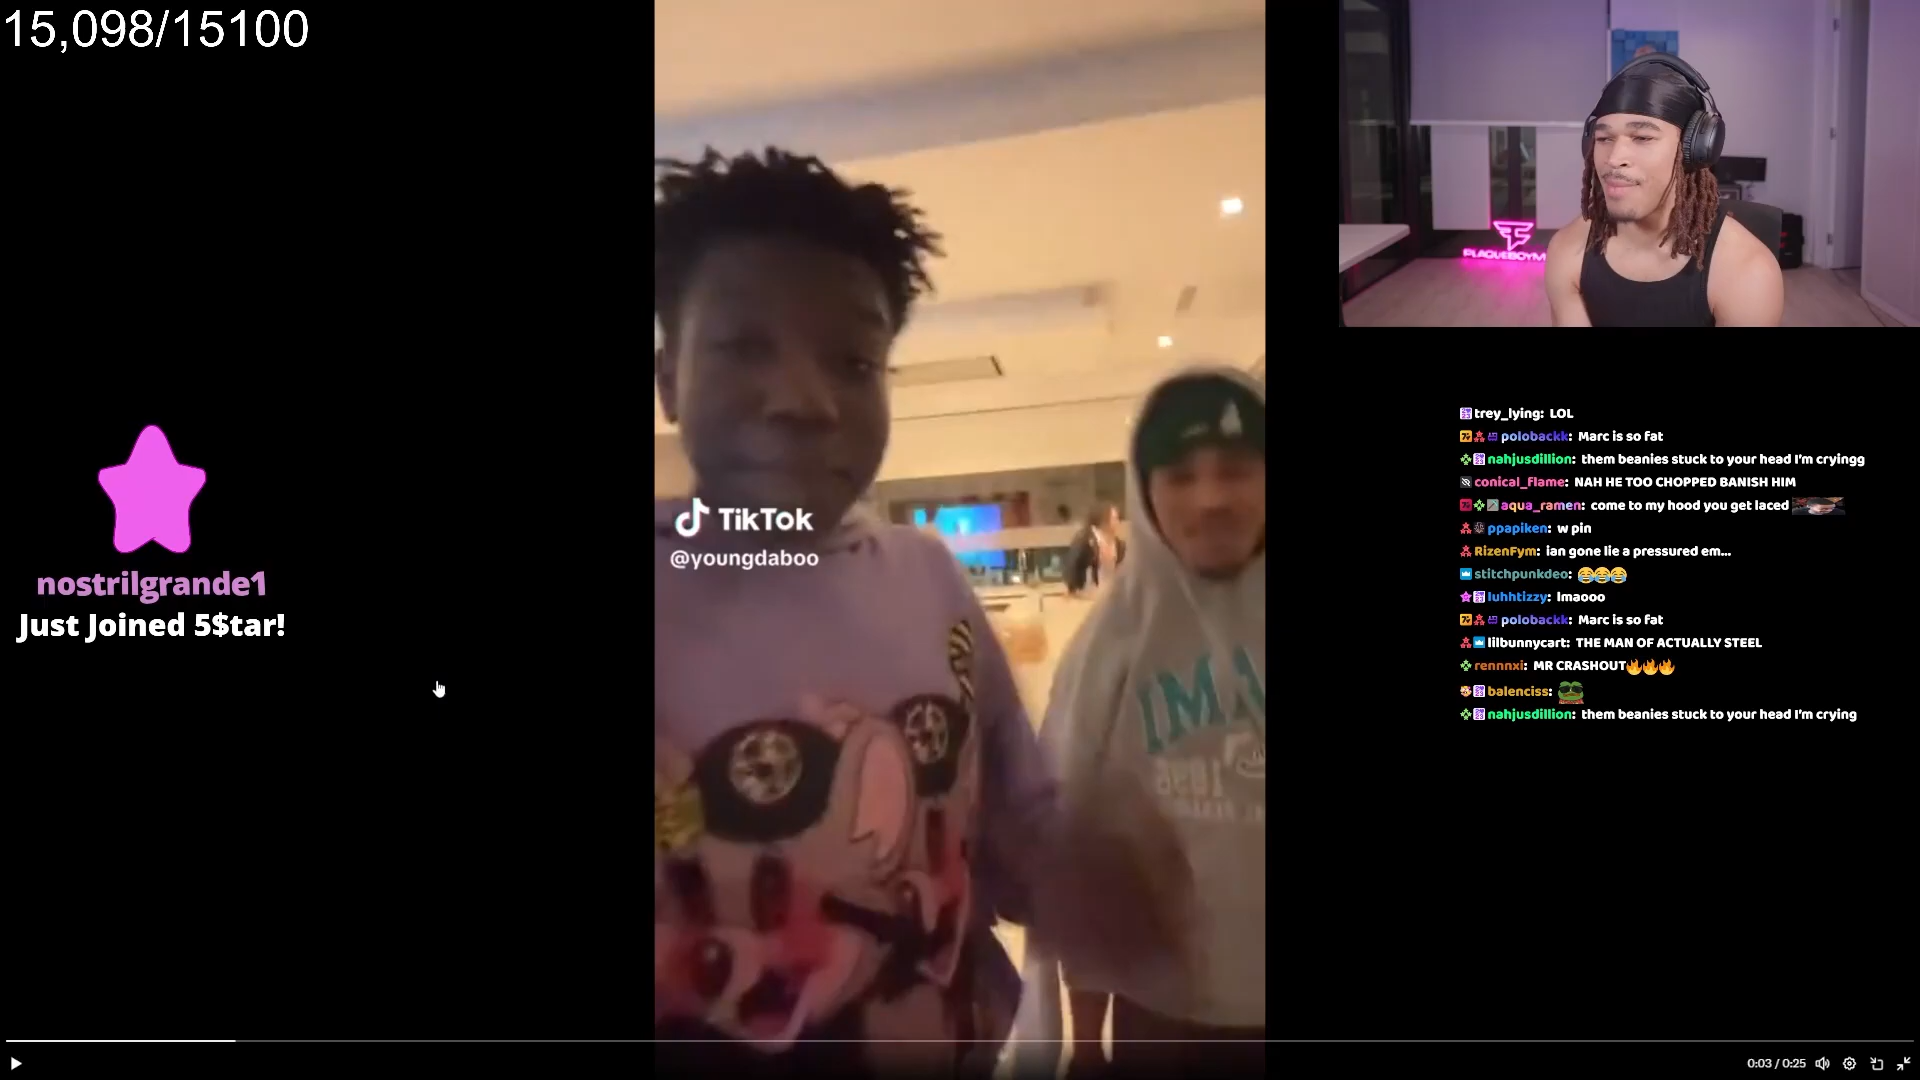 15,098/15100
nostrilgrande1
Just Joined 5$tar!
TikTok
@youngdaboo
trey_lying: LOL
polobackk: Marc is so fat
nahjusdillion: them beanies stuck to your head I'm cryingg
conical_flame: NAH HE TOO CHOPPED BANISH HIM
aqua_ramen: come to my hood you get laced
ppapiken: w pin
RizenFym: ian gone lie a pressured em...
stitchpunkdeo: 😂😂😂
luhhtizzy: lmaooo
polobackk: Marc is so fat
lilbunnycart: THE MAN OF ACTUALLY STEEL
rennnxi: MR CRASHOUT🔥🔥🔥
balenciss:
nahjusdillion: them beanies stuck to your head I'm crying
0:03 / 0:25